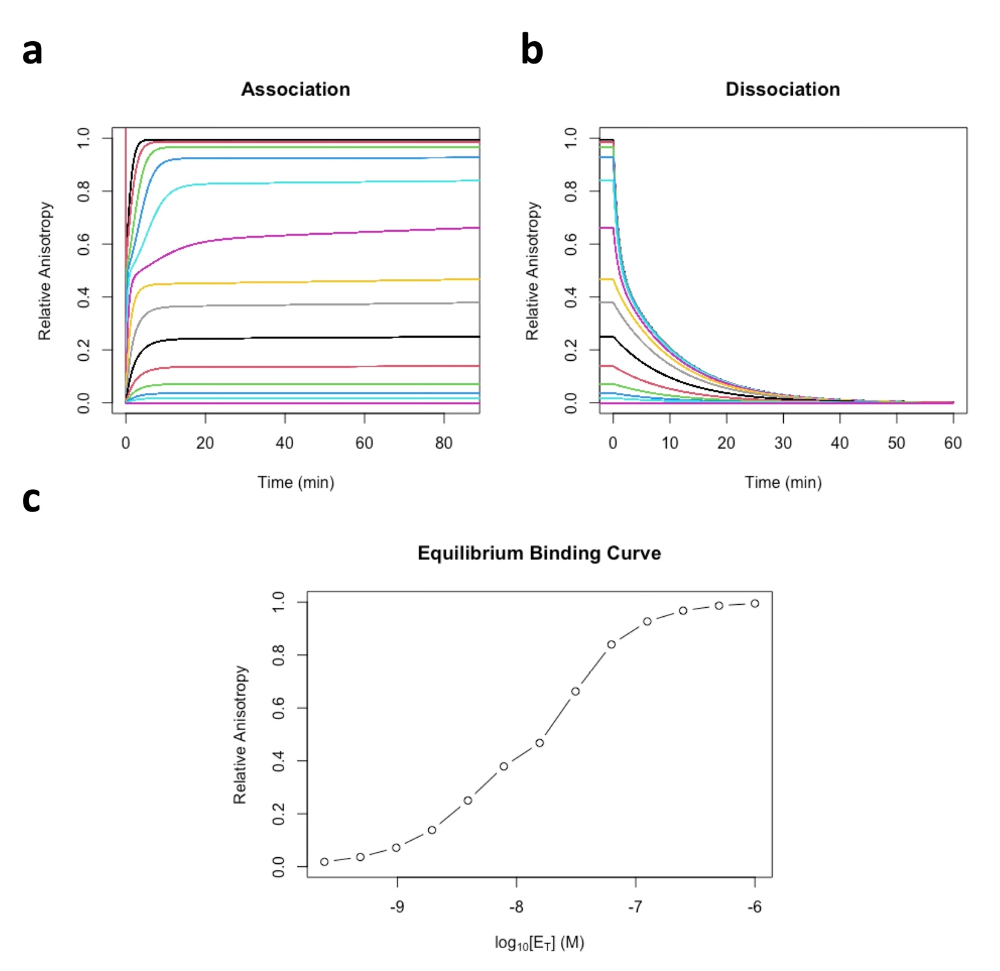 a
b
Association
Dissociation
Relative Anisotropy
0.0 0.2 0.4 0.6 0.8 1.0
0 20 40 60 80
Time (min)
Relative Anisotropy
0.0 0.2 0.4 0.6 0.8 1.0
0 10 20 30 40 50 60
Time (min)
c
Equilibrium Binding Curve
Relative Anisotropy
0.0 0.2 0.4 0.6 0.8 1.0
-9 -8 -7 -6
log₁₀[E_T] (M)